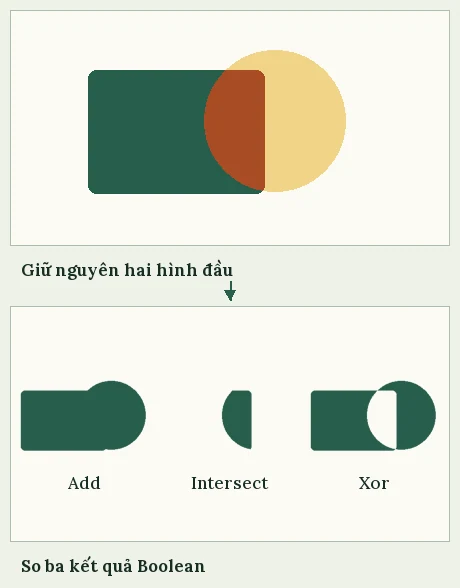 Giữ nguyên hai hình đầu
Add
Intersect
Xor
So ba kết quả Boolean